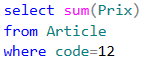 select sum(Prix)
from Article
where code=12